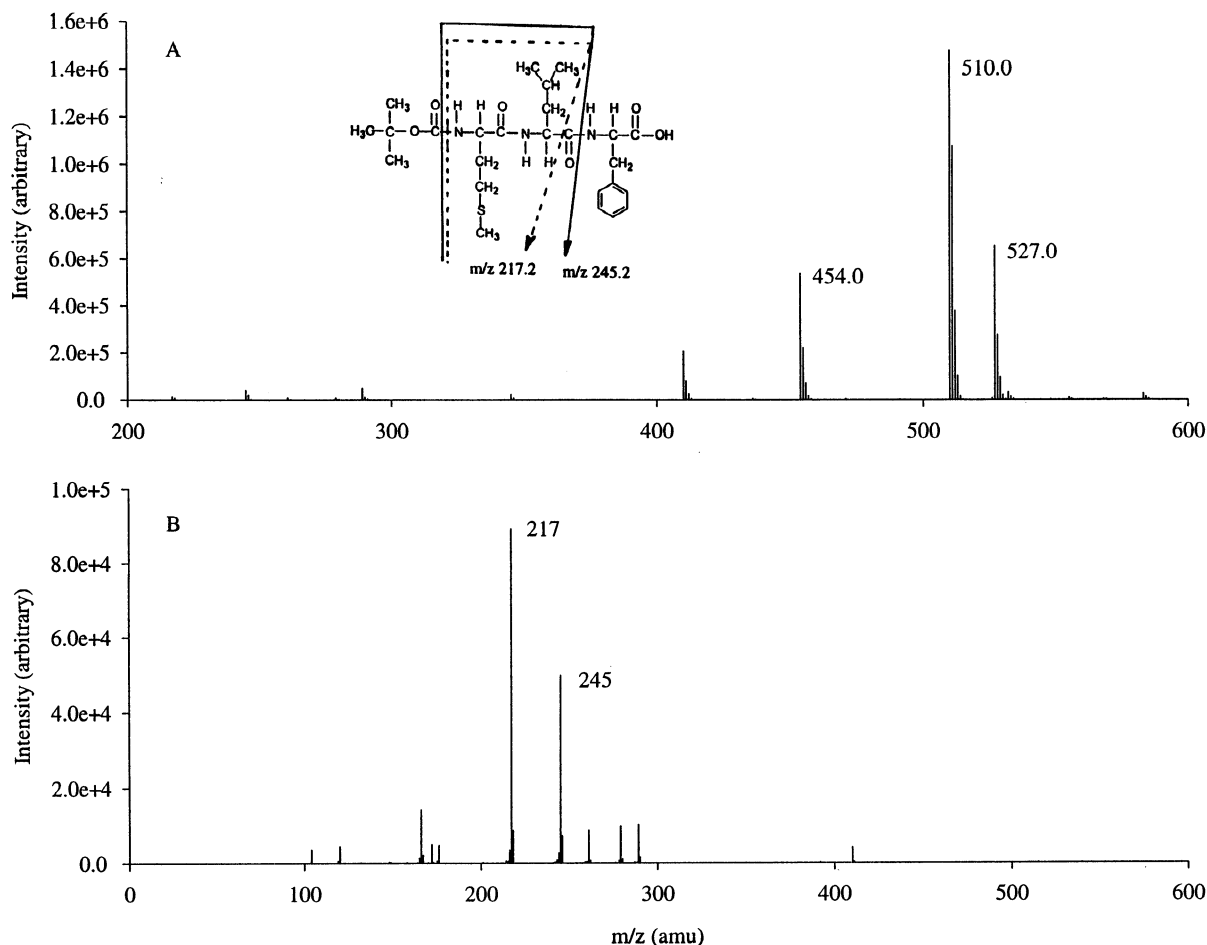 A
Intensity (arbitrary)
1.6e+6
1.4e+6
1.2e+6
1.0e+6
8.0e+5
6.0e+5
4.0e+5
2.0e+5
0.0
200
300
400
500
600
454.0
510.0
527.0
H₃C CH₃
CH
CH₂
CH₃ O H H O H H O
H₃C—C—O—C—N—C—C—N—C—C—N—C—C—OH
CH₃ CH₂ H H O CH₂
CH₂
S
CH₃
m/z 217.2
m/z 245.2
B
Intensity (arbitrary)
1.0e+5
8.0e+4
6.0e+4
4.0e+4
2.0e+4
0.0
217
245
0
100
200
300
400
500
600
m/z (amu)